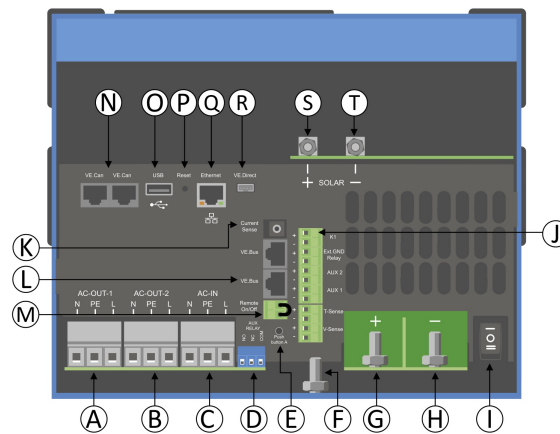 N O P Q R S T
VE.Can VE.Can USB Reset Ethernet VE.Direct
+ SOLAR −
K
Current Sense
J
K1
VE.Bus
Ext.GND
Relay
L
AUX 2
VE.Bus
AUX 1
M
Remote On/Off
T-Sense
V-Sense
AC-OUT-1 AC-OUT-2 AC-IN
N PE L N PE L N PE L
AUX RELAY
NO NC COM
Push button A
+ −
A B C D E F G H I